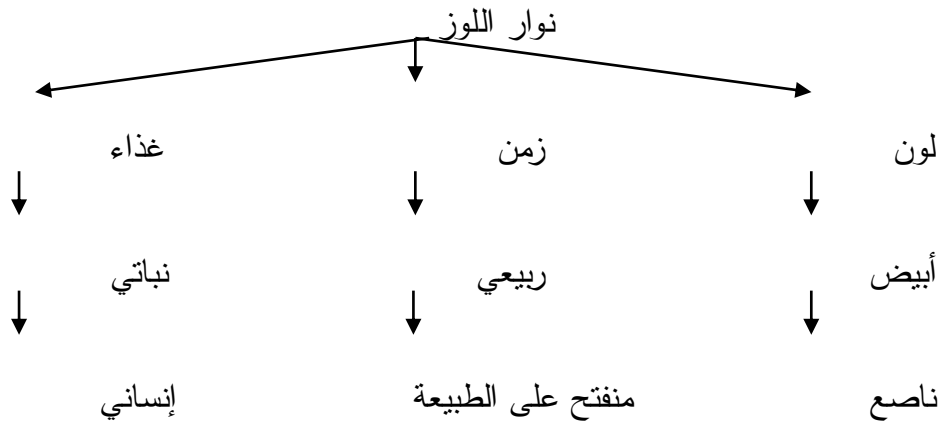 نوار اللوز
لون زمن غذاء
أبيض ربيعي نباتي
ناصع منفتح على الطبيعة إنساني